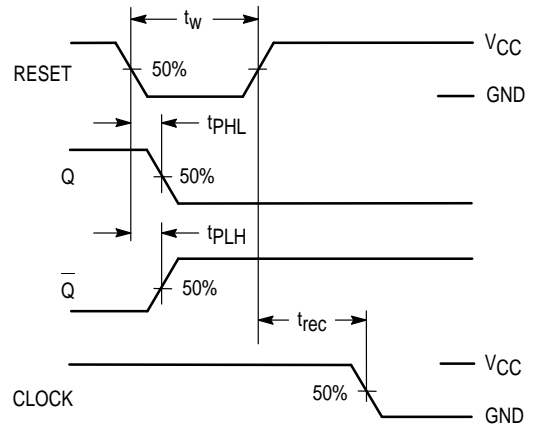 tw
VCC
RESET
50%
GND
tPHL
Q
50%
tPLH
Q̅
50%
trec
VCC
CLOCK
50%
GND